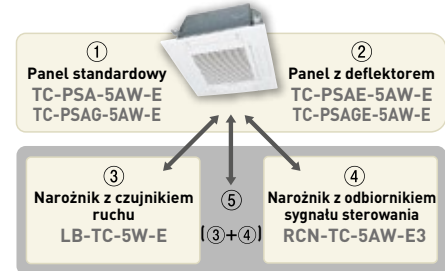 ①
Panel standardowy
TC-PSA-5AW-E
TC-PSAG-5AW-E
②
Panel z deflektorem
TC-PSAE-5AW-E
TC-PSAGE-5AW-E
③
Narożnik z czujnikiem
ruchu
LB-TC-5W-E
⑤
(③+④)
④
Narożnik z odbiornikiem
sygnału sterowania
RCN-TC-5AW-E3